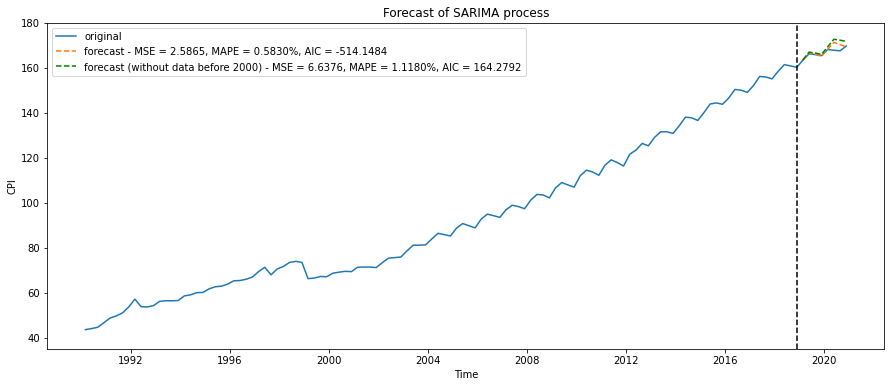 Forecast of SARIMA process
original
forecast - MSE = 2.5865, MAPE = 0.5830%, AIC = -514.1484
forecast (without data before 2000) - MSE = 6.6376, MAPE = 1.1180%, AIC = 164.2792
180
160
140
120
100
80
60
40
CPI
1992 1996 2000 2004 2008 2012 2016 2020
Time